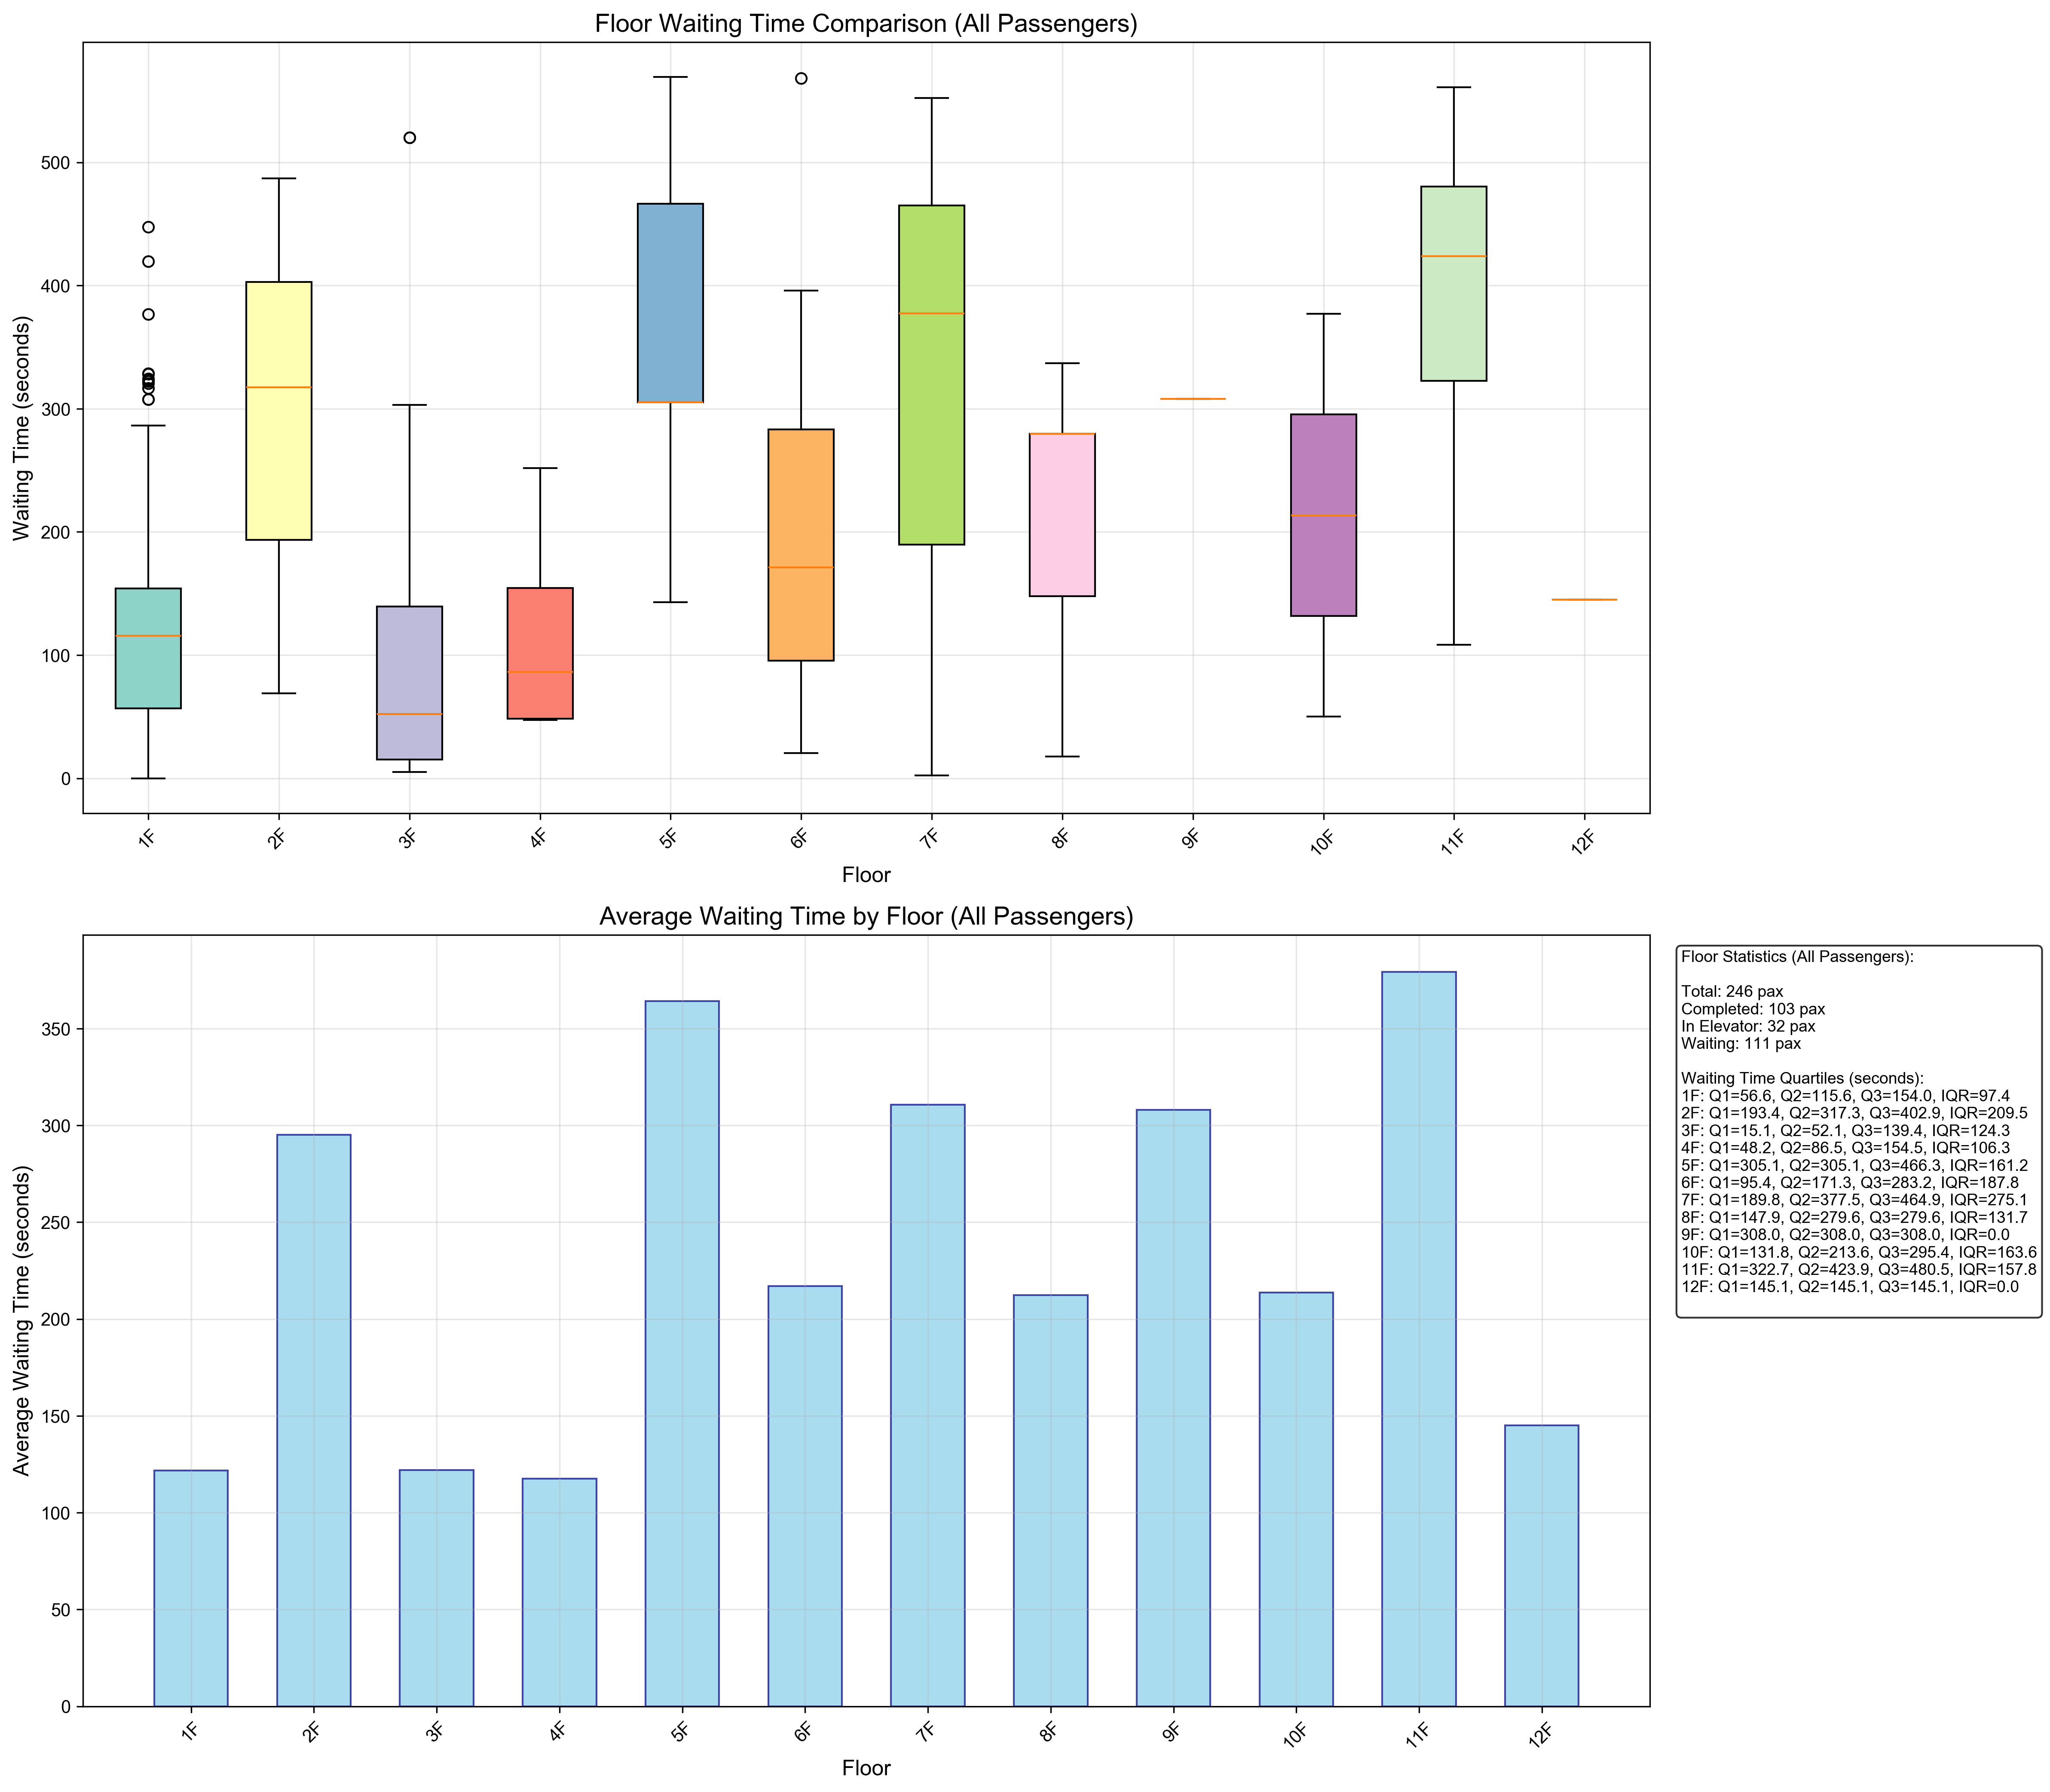 Floor Waiting Time Comparison (All Passengers)
Waiting Time (seconds)
500
400
300
200
100
0
1F
2F
3F
4F
5F
6F
7F
8F
9F
10F
11F
12F
Floor
Average Waiting Time by Floor (All Passengers)
Average Waiting Time (seconds)
350
300
250
200
150
100
50
0
1F
2F
3F
4F
5F
6F
7F
8F
9F
10F
11F
12F
Floor
Floor Statistics (All Passengers):
Total: 246 pax
Completed: 103 pax
In Elevator: 32 pax
Waiting: 111 pax
Waiting Time Quartiles (seconds):
1F: Q1=56.6, Q2=115.6, Q3=154.0, IQR=97.4
2F: Q1=193.4, Q2=317.3, Q3=402.9, IQR=209.5
3F: Q1=15.1, Q2=52.1, Q3=139.4, IQR=124.3
4F: Q1=48.2, Q2=86.5, Q3=154.5, IQR=106.3
5F: Q1=305.1, Q2=305.1, Q3=466.3, IQR=161.2
6F: Q1=95.4, Q2=171.3, Q3=283.2, IQR=187.8
7F: Q1=189.8, Q2=377.5, Q3=464.9, IQR=275.1
8F: Q1=147.9, Q2=279.6, Q3=279.6, IQR=131.7
9F: Q1=308.0, Q2=308.0, Q3=308.0, IQR=0.0
10F: Q1=131.8, Q2=213.6, Q3=295.4, IQR=163.6
11F: Q1=322.7, Q2=423.9, Q3=480.5, IQR=157.8
12F: Q1=145.1, Q2=145.1, Q3=145.1, IQR=0.0